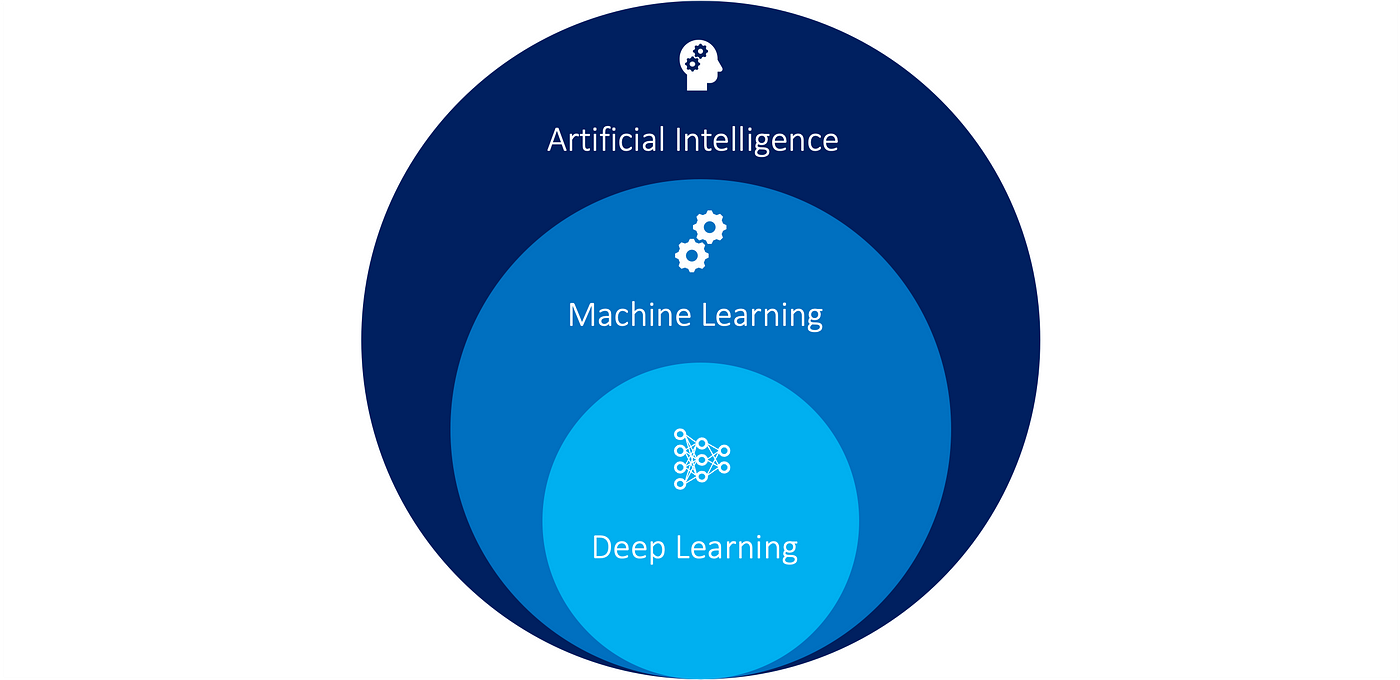 Artificial Intelligence
Machine Learning
Deep Learning